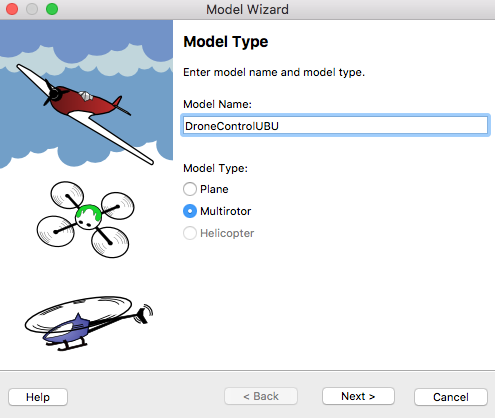 Model Wizard
Model Type
Enter model name and model type.
Model Name:
DroneControlUBU
Model Type:
Plane
Multirotor
Helicopter
Help
< Back
Next >
Cancel